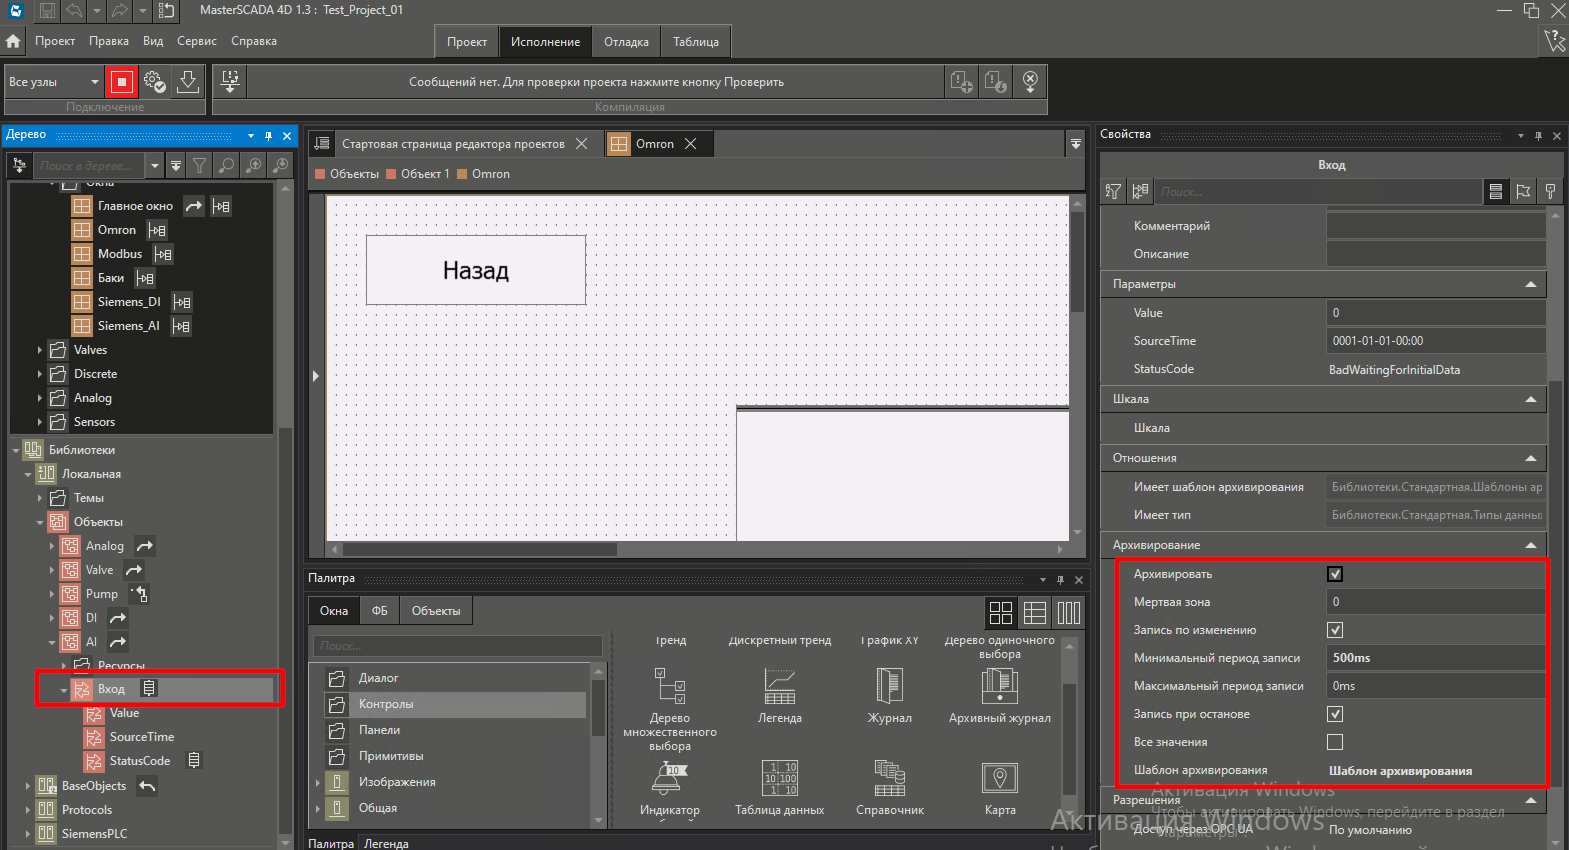 MasterSCADA 4D 1.3 :  Test_Project_01
Проект Правка Вид Сервис Справка
Проект Исполнение Отладка Таблица
Все узлы
Сообщений нет. Для проверки проекта нажмите кнопку Проверить
Подключение
Компиляция
Дерево
Поиск в дереве...
Окна
Главное окно
Omron
Modbus
Баки
Siemens_DI
Siemens_AI
Valves
Discrete
Analog
Sensors
Библиотеки
Локальная
Темы
Объекты
Analog
Valve
Pump
DI
AI
Ресурсы
Вход
Value
SourceTime
StatusCode
BaseObjects
Protocols
SiemensPLC
Стартовая страница редактора проектов
Omron
Объекты Объект 1 Omron
Назад
Палитра
Окна ФБ Объекты
Поиск...
Диалог
Контролы
Панели
Примитивы
Изображения
Общая
Тренд Дискретный тренд График XY Дерево одиночного выбора
Дерево множественного выбора
Легенда
Журнал
Архивный журнал
Индикатор
Таблица данных
Справочник
Карта
Палитра Легенда
Свойства
Вход
Поиск...
Комментарий
Описание
Параметры
Value 0
SourceTime 0001-01-01-00:00
StatusCode BadWaitingForInitialData
Шкала
Шкала
Отношения
Имеет шаблон архивирования Библиотеки.Стандартная.Шаблоны ар
Имеет тип Библиотеки.Стандартная.Типы данных
Архивирование
Архивировать
Мертвая зона 0
Запись по изменению
Минимальный период записи 500ms
Максимальный период записи 0ms
Запись при останове
Все значения
Шаблон архивирования Шаблон архивирования
Разрешения
Доступ через OPC UA По умолчанию
Активация Windows
Чтобы активировать Windows, перейдите в раздел
"Параметры".
Активация Windows